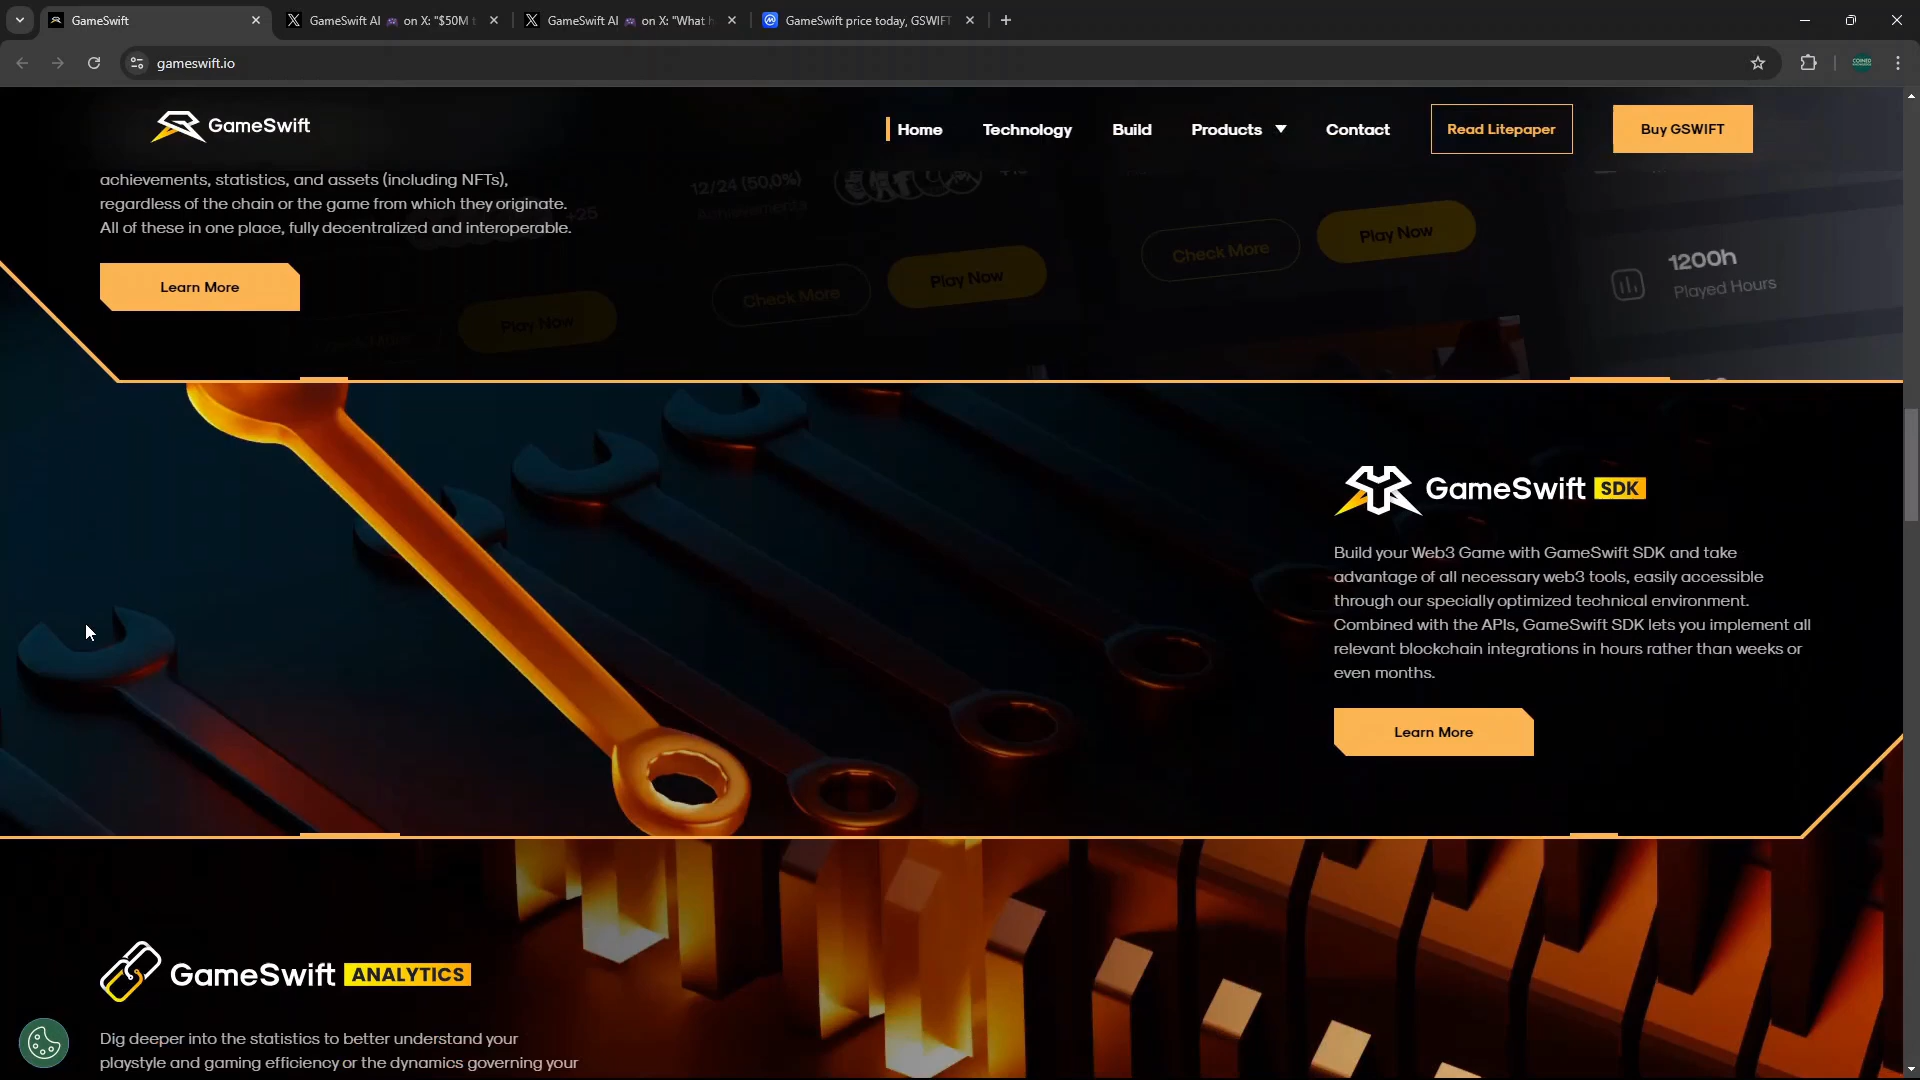 GameSwift
GameSwift AI 🎮 on X: "$50M t
GameSwift AI 🎮 on X: "What h
GameSwift price today, GSWIFT
gameswift.io
GameSwift
Home
Technology
Build
Products
Contact
Read Litepaper
Buy GSWIFT
achievements, statistics, and assets (including NFTs),
regardless of the chain or the game from which they originate.
All of these in one place, fully decentralized and interoperable.
Learn More
+25
12/24 (50,0%)
Achievements
Check More
Play Now
Check More
Play Now
Play Now
1200h
Played Hours
GameSwift SDK
Build your Web3 Game with GameSwift SDK and take
advantage of all necessary web3 tools, easily accessible
through our specially optimized technical environment.
Combined with the APIs, GameSwift SDK lets you implement all
relevant blockchain integrations in hours rather than weeks or
even months.
Learn More
GameSwift ANALYTICS
Dig deeper into the statistics to better understand your
playstyle and gaming efficiency or the dynamics governing your